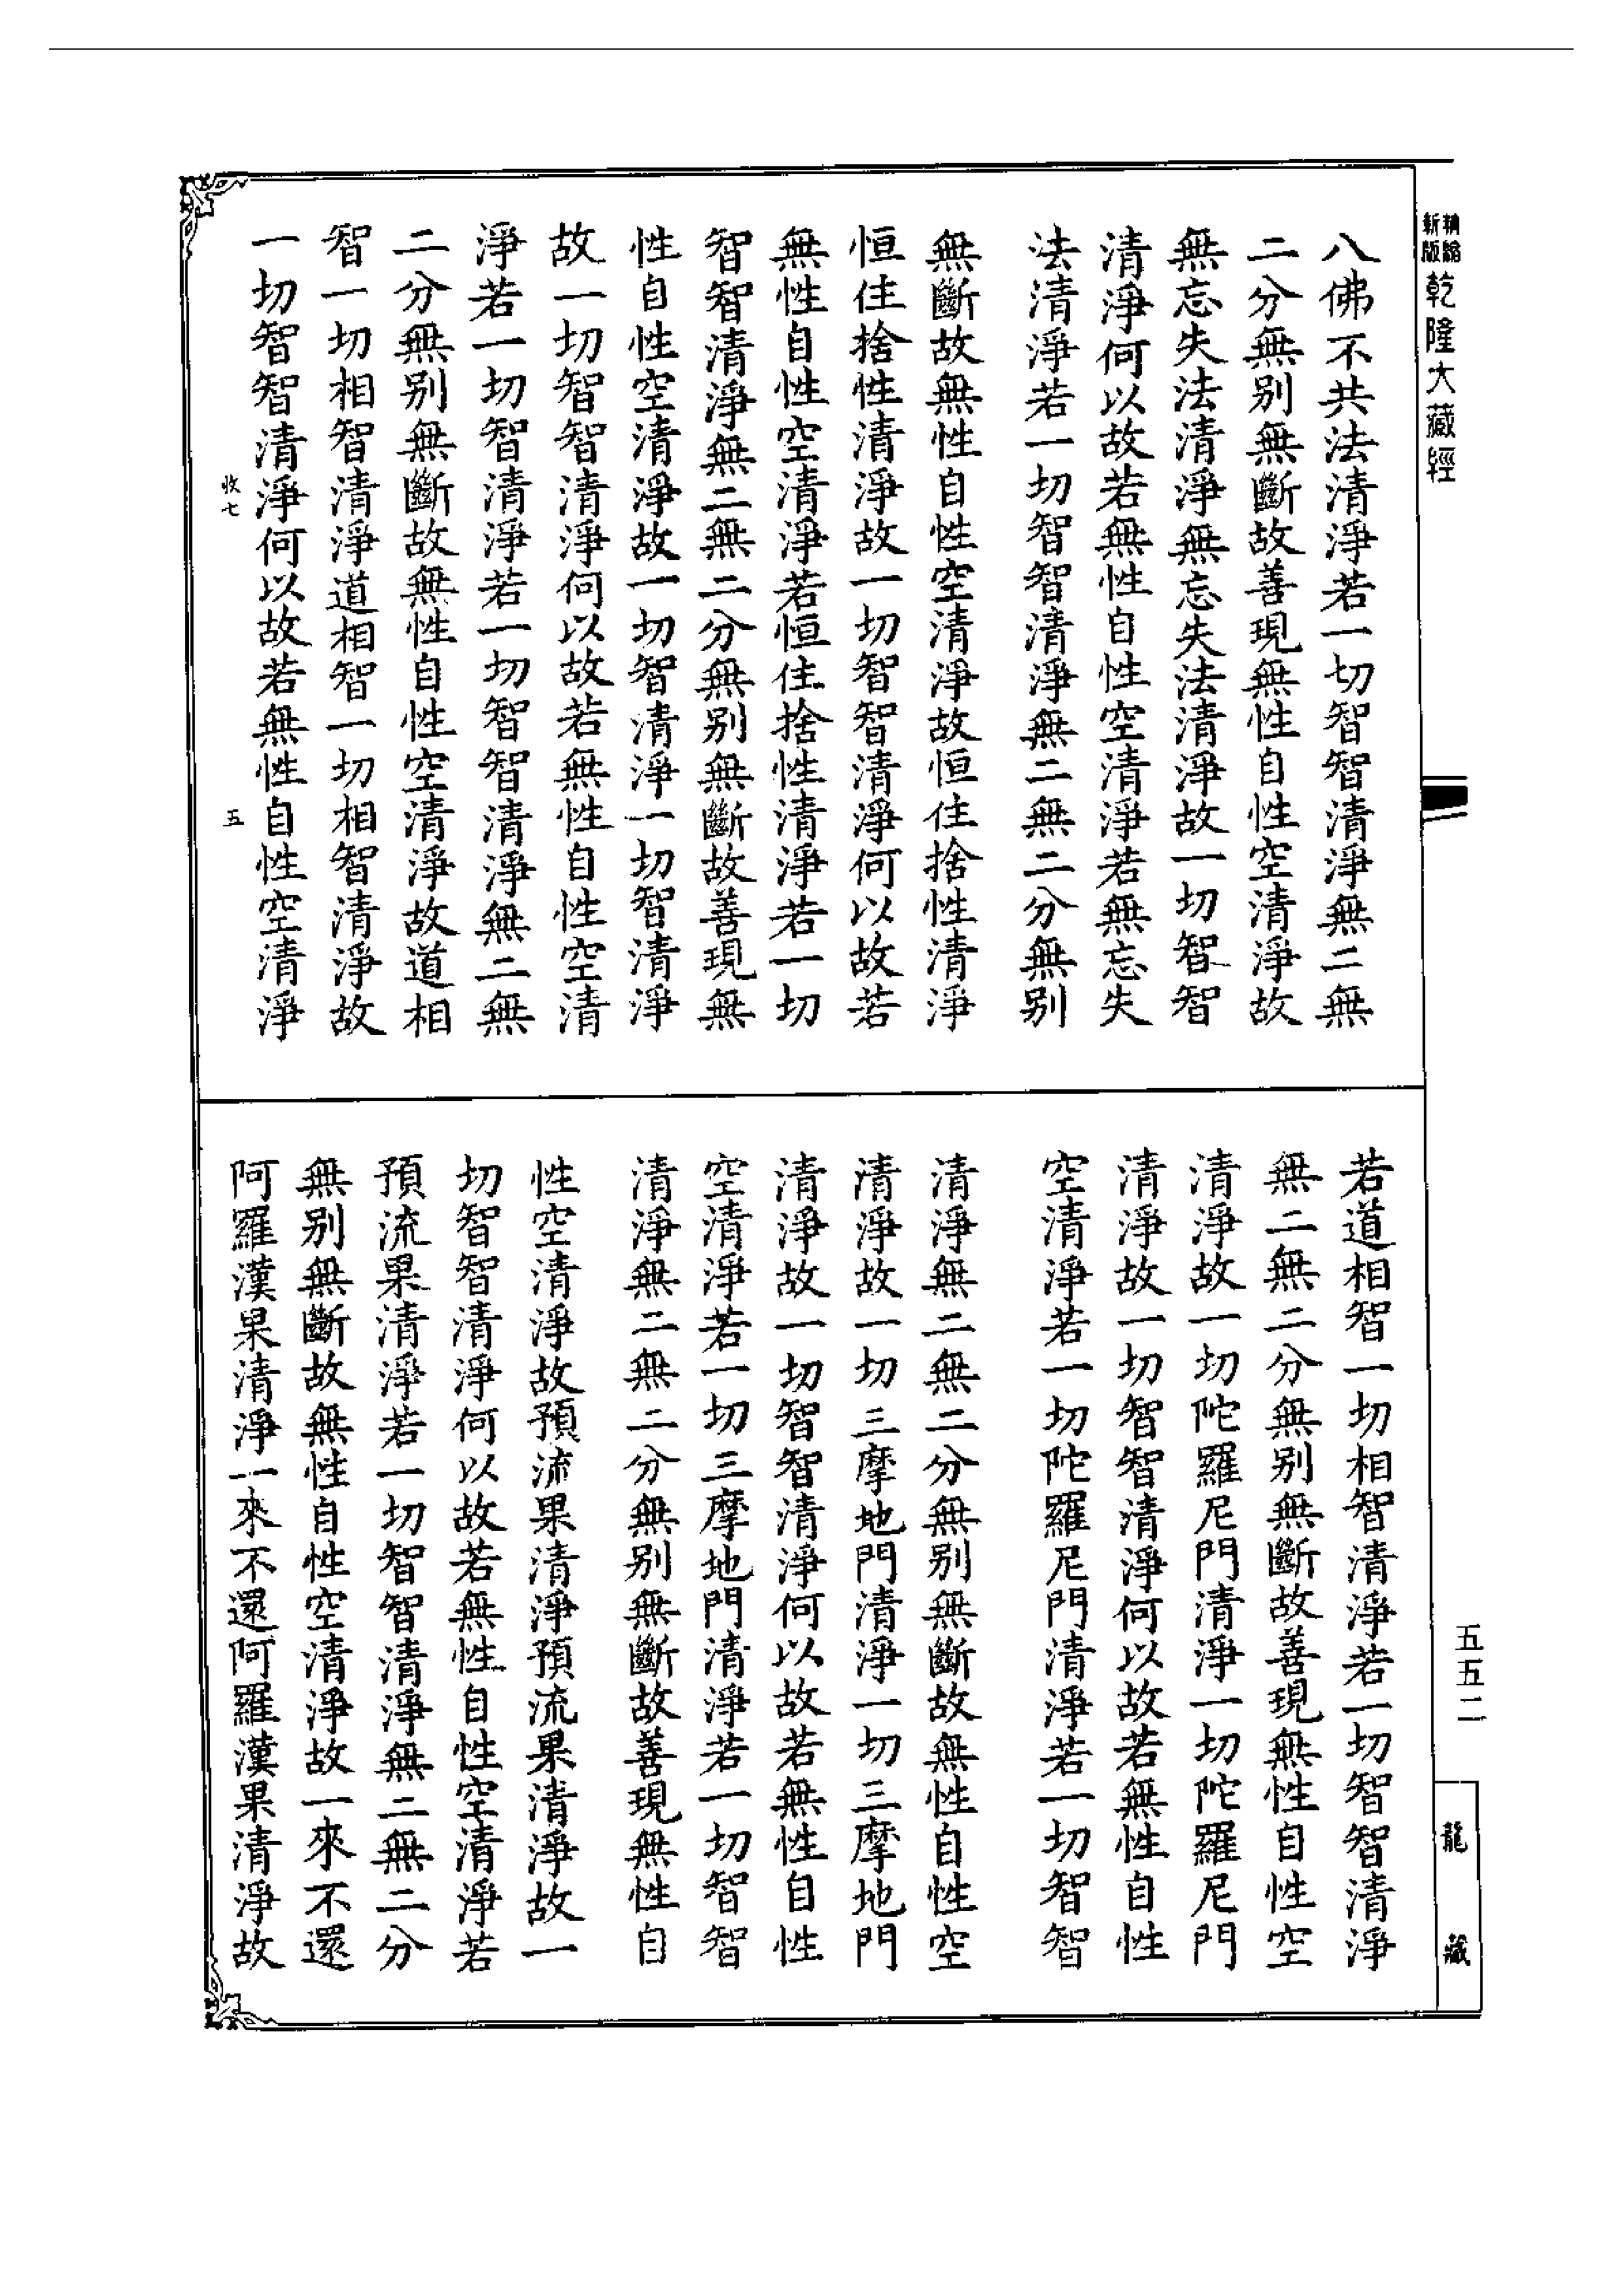 新版 精縮 乾隆大藏經
八佛不共法清淨若一切智智清淨無二無
二分無别無斷故善現無性自性空清淨故
無忘失法清淨無忘失法清淨故一切智智
清淨何以故若無性自性空清淨若無忘失
法清淨若一切智智清淨無二無二分無别
無斷故無性自性空清淨故恒住捨性清淨
恒住捨性清淨故一切智智清淨何以故若
無性自性空清淨若恒住捨性清淨若一切
智智清淨無二無二分無别無斷故善現無
性自性空清淨故一切智清淨一切智清淨
故一切智智清淨何以故若無性自性空清
淨若一切智清淨若一切智智清淨無二無
二分無别無斷故無性自性空清淨故道相
智一切相智清淨道相智一切相智清淨故
一切智智清淨何以故若無性自性空清淨
收七 五
若道相智一切相智清淨若一切智智清淨
無二無二分無别無斷故善現無性自性空
清淨故一切陀羅尼門清淨一切陀羅尼門
清淨故一切智智清淨何以故若無性自性
空清淨若一切陀羅尼門清淨若一切智智
清淨無二無二分無别無斷故無性自性空
清淨故一切三摩地門清淨一切三摩地門
清淨故一切智智清淨何以故若無性自性
空清淨若一切三摩地門清淨若一切智智
清淨無二無二分無别無斷故善現無性自
性空清淨故預流果清淨預流果清淨故一
切智智清淨何以故若無性自性空清淨若
預流果清淨若一切智智清淨無二無二分
無别無斷故無性自性空清淨故一來不還
阿羅漢果清淨一來不還阿羅漢果清淨故
五五二
龍藏